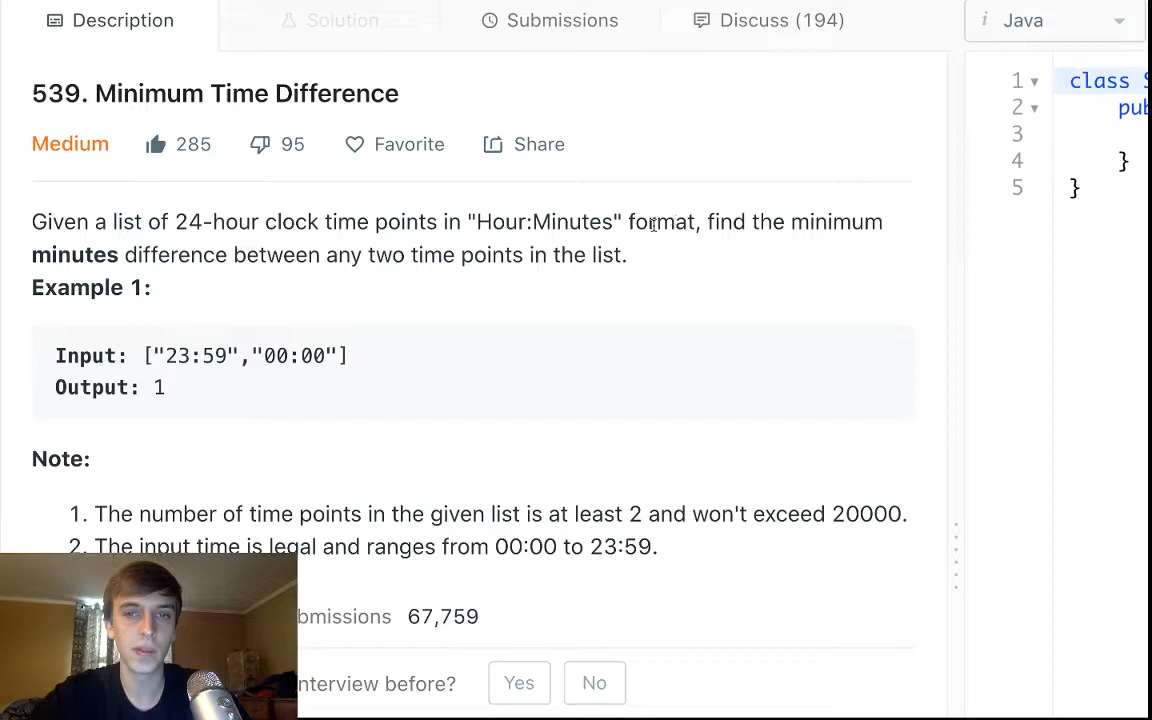 Description
Solution
Submissions
Discuss (194)
i Java
539. Minimum Time Difference
Medium 285 95 Favorite Share
Given a list of 24-hour clock time points in "Hour:Minutes" format, find the minimum
minutes difference between any two time points in the list.
Example 1:
Input: ["23:59","00:00"]
Output: 1
Note:
1. The number of time points in the given list is at least 2 and won't exceed 20000.
2. The input time is legal and ranges from 00:00 to 23:59.
bmissions 67,759
nterview before? Yes No
1 class S
2 pub
3
4 }
5 }